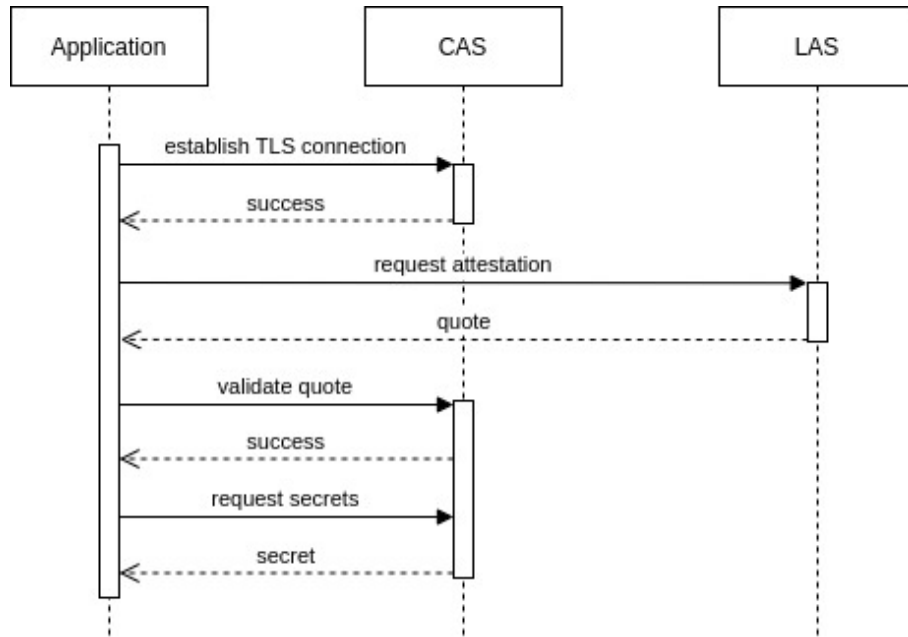 Application
CAS
LAS
establish TLS connection
success
request attestation
quote
validate quote
success
request secrets
secret